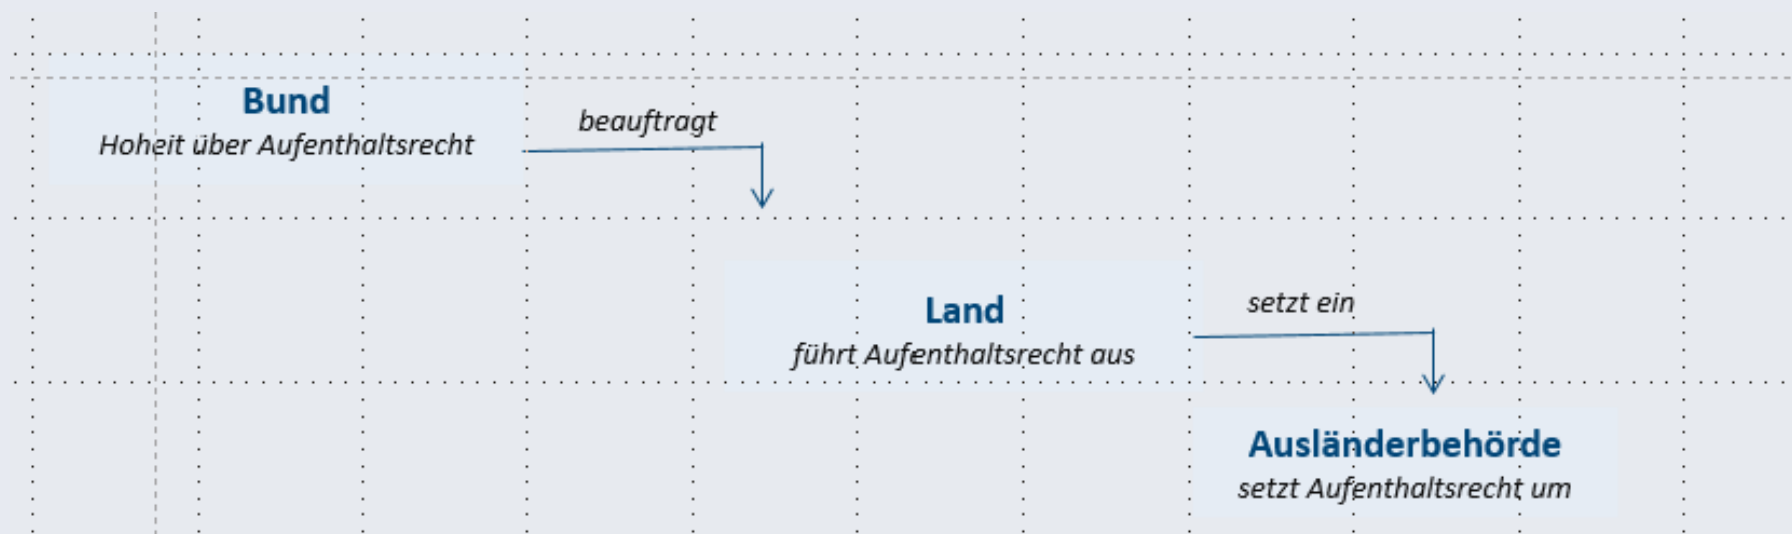 Bund
Hoheit über Aufenthaltsrecht
beauftragt
Land
führt Aufenthaltsrecht aus
setzt ein
Ausländerbehörde
setzt Aufenthaltsrecht um